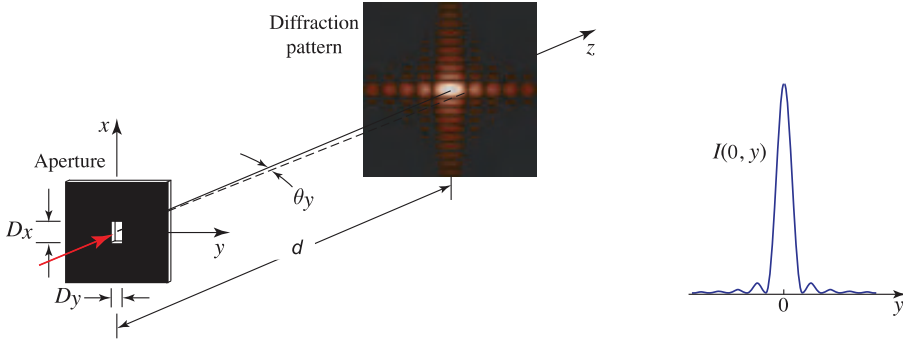 Diffraction
pattern
z
x
Aperture
I(0, y)
θy
Dx
y
d
Dy
0
y